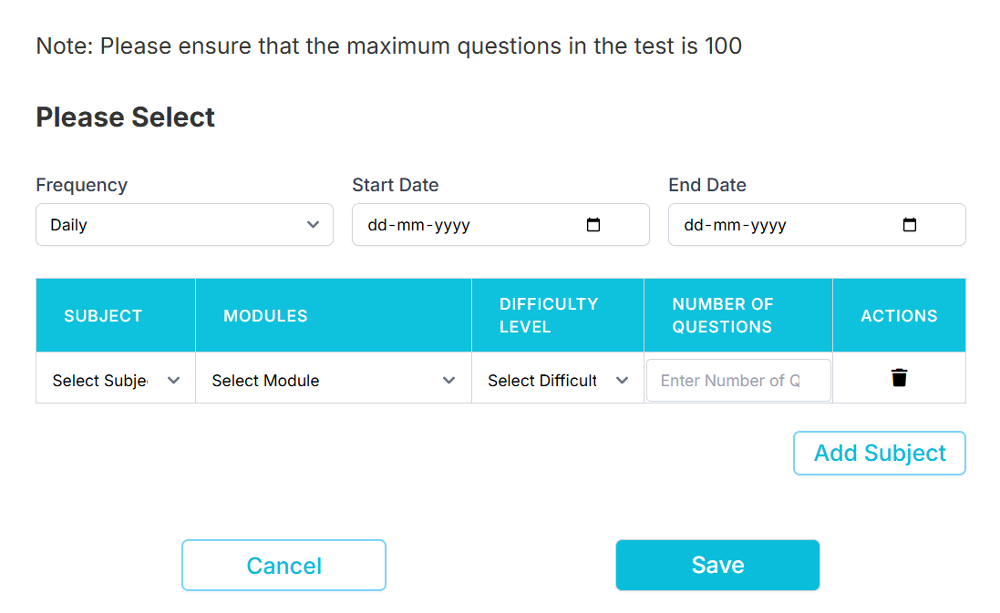 Note: Please ensure that the maximum questions in the test is 100
Please Select
Frequency
Start Date
End Date
Daily
dd-mm-yyyy
dd-mm-yyyy
SUBJECT
MODULES
DIFFICULTY
LEVEL
NUMBER OF
QUESTIONS
ACTIONS
Select Subje
Select Module
Select Difficult
Enter Number of Q
Add Subject
Cancel
Save